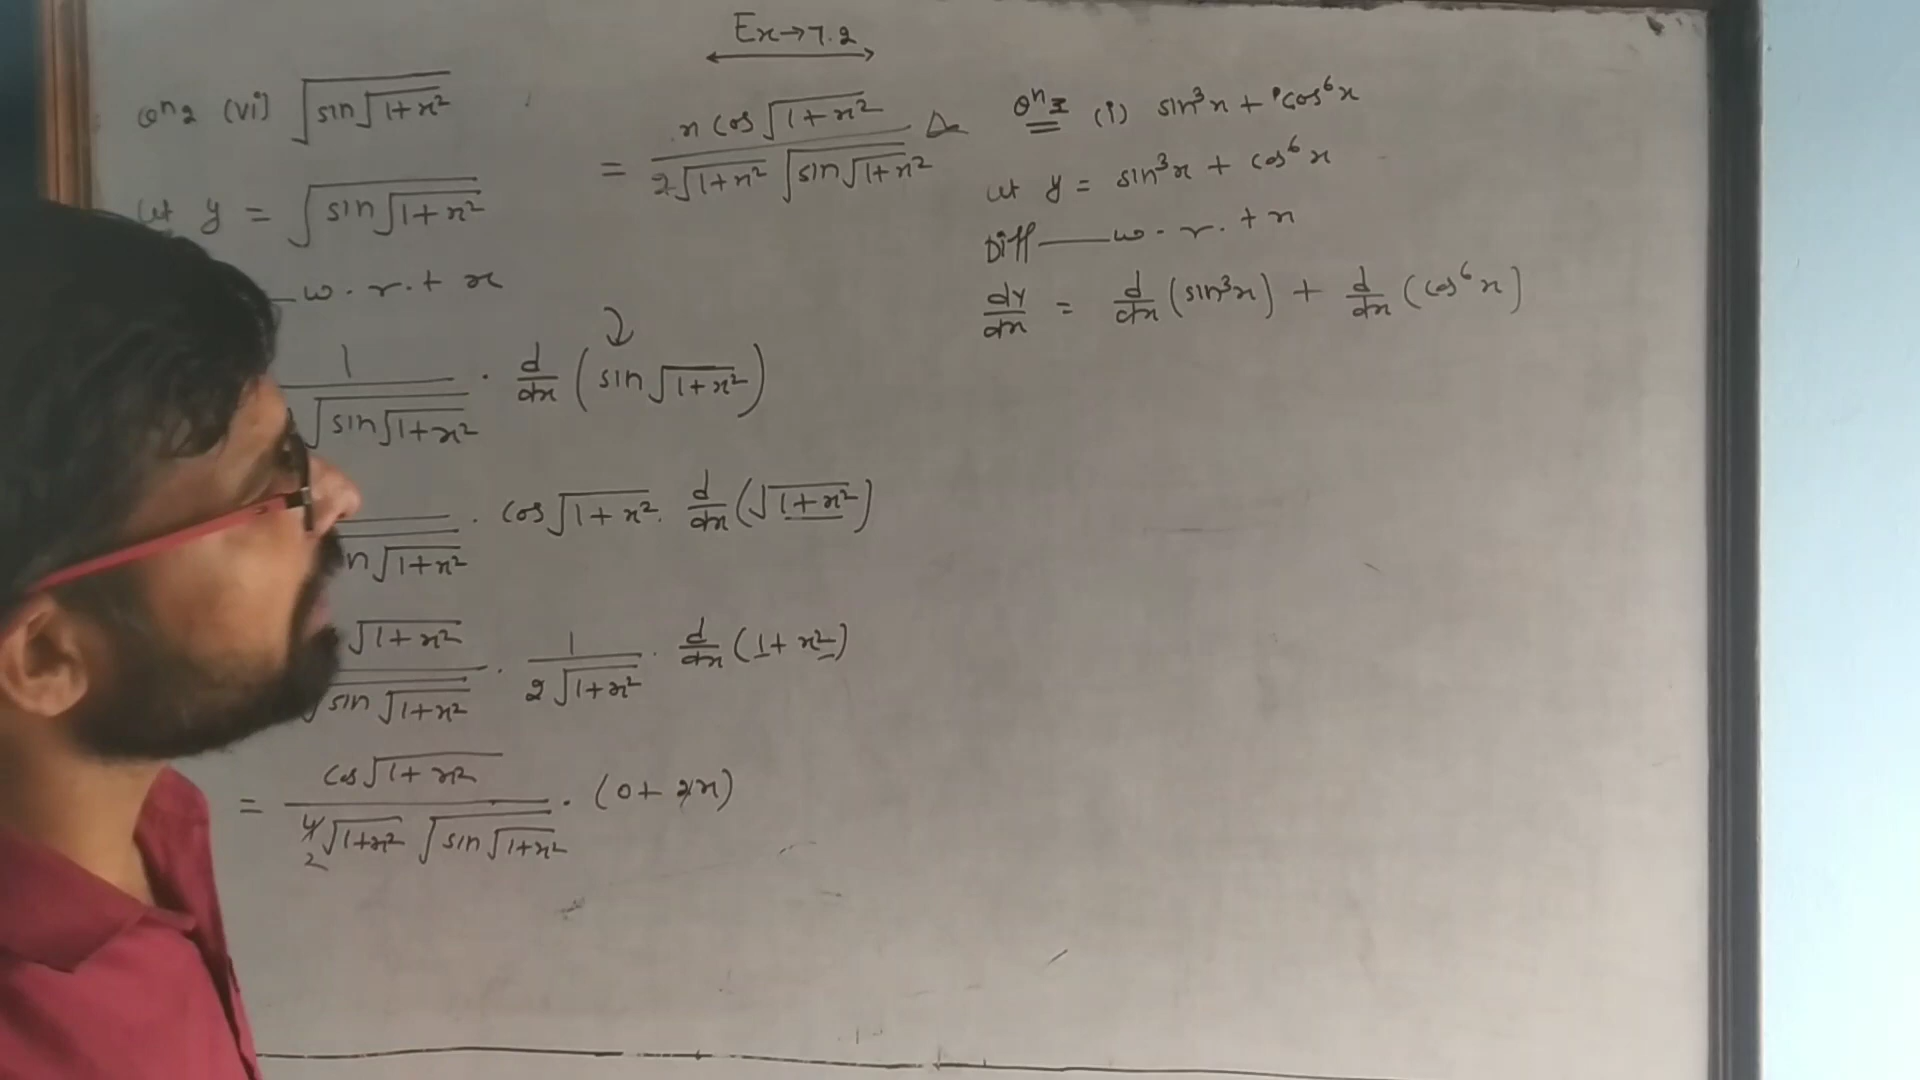 Ex→7.2
Qn 2 (vi) √(sin√(1+x²))
Let y = √(sin√(1+x²))
w.r.t x
1/√(sin√(1+x²)) · d/dx (sin√(1+x²))
/n√(1+x²) · cos√(1+x²) · d/dx (√(1+x²))
√(1+x²)/√(sin√(1+x²)) · 1/(2√(1+x²)) · d/dx (1+x²)
= cos√(1+x²)/(4 2 √(1+x²) √(sin√(1+x²))) · (0+2x)
= x cos√(1+x²)/(2√(1+x²) √(sin√(1+x²)))
(i) sin³x + cos⁶x
Let y = sin³x + cos⁶x
Diff — w.r.t x
dy/dx = d/dx (sin³x) + d/dx (cos⁶x)